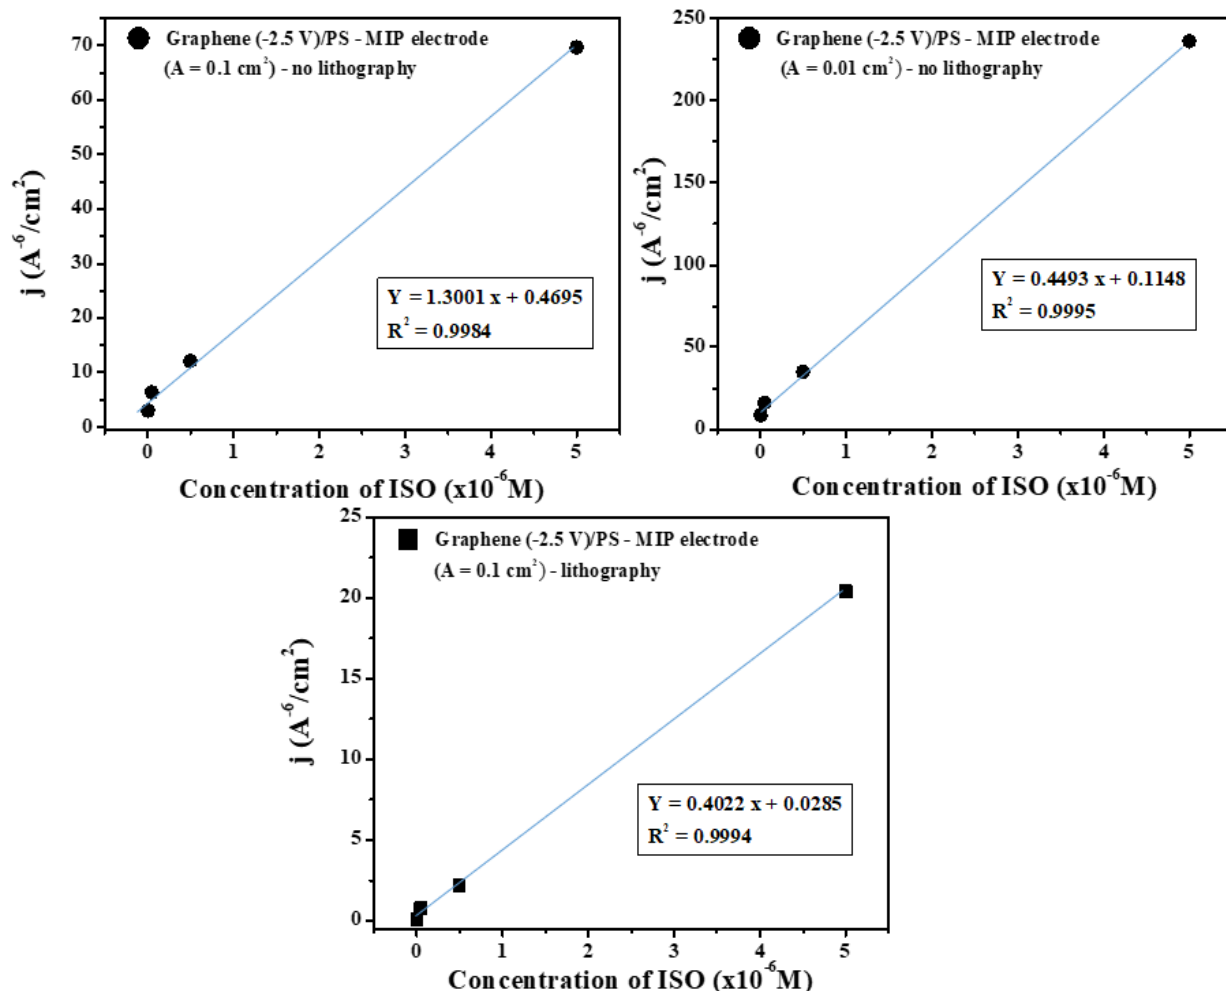 Graphene (-2.5 V)/PS - MIP electrode
(A = 0.1 cm²) - no lithography
70
60
50
40
30
20
10
0
j (A⁻⁶/cm²)
Y = 1.3001 x + 0.4695
R² = 0.9984
0 1 2 3 4 5
Concentration of ISO (x10⁻⁶M)
Graphene (-2.5 V)/PS - MIP electrode
(A = 0.01 cm²) - no lithography
250
200
150
100
50
0
j (A⁻⁶/cm²)
Y = 0.4493 x + 0.1148
R² = 0.9995
0 1 2 3 4 5
Concentration of ISO (x10⁻⁶M)
Graphene (-2.5 V)/PS - MIP electrode
(A = 0.1 cm²) - lithography
25
20
15
10
5
0
j (A⁻⁶/cm²)
Y = 0.4022 x + 0.0285
R² = 0.9994
0 1 2 3 4 5
Concentration of ISO (x10⁻⁶M)